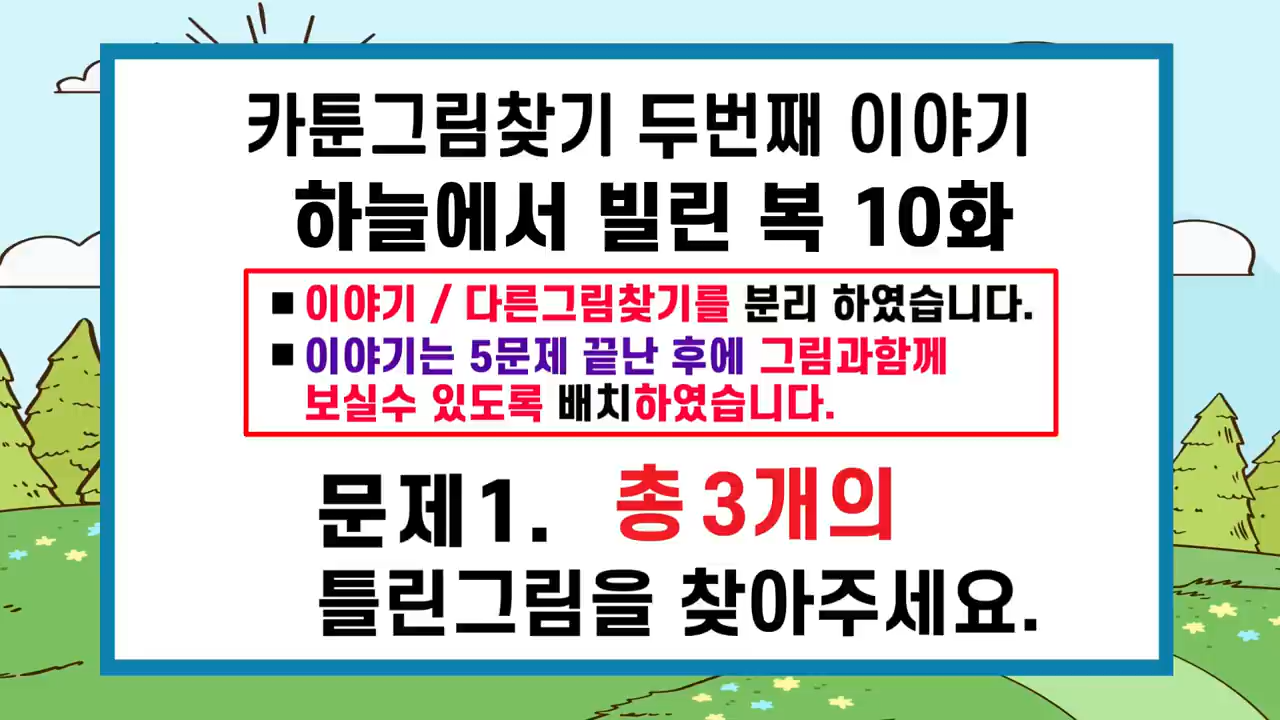 카툰그림찾기 두번째 이야기
하늘에서 빌린 복 10화
■ 이야기 / 다른그림찾기를 분리 하였습니다.
■ 이야기는 5문제 끝난 후에 그림과함께
보실수 있도록 배치하였습니다.
문제1. 총3개의
틀린그림을 찾아주세요.